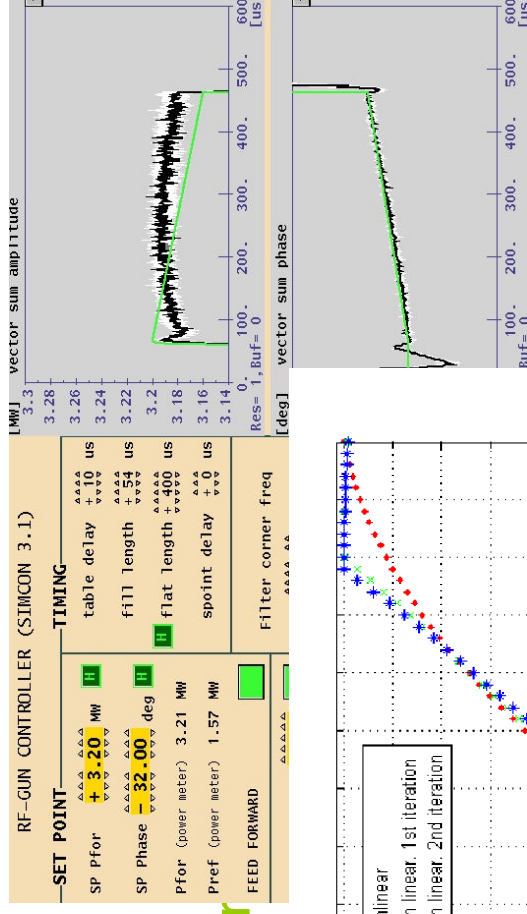 RF-GUN CONTROLLER (SIMCON 3.1)
SET POINT
SP Pfor + 3.20 MW H
SP Phase - 32.00 deg H
Pfor (power meter) 3.21 MW
Pref (power meter) 1.57 MW
FEED FORWARD
TIMING
table delay + 10 us
fill length + 54 us
H flat length + 400 us
spoint delay + 0 us
Filter corner freq
[MW] vector sum amplitude
3.3
3.28
3.26
3.24
3.22
3.2
3.18
3.16
3.14
0. 100. 200. 300. 400. 500. 600
Res= 1, Buf= 0 [us
[deg] vector sum phase
100. 200. 300. 400. 500. 600
Buf= 0 [us
linear
n linear. 1st iteration
n linear. 2nd iteration
r